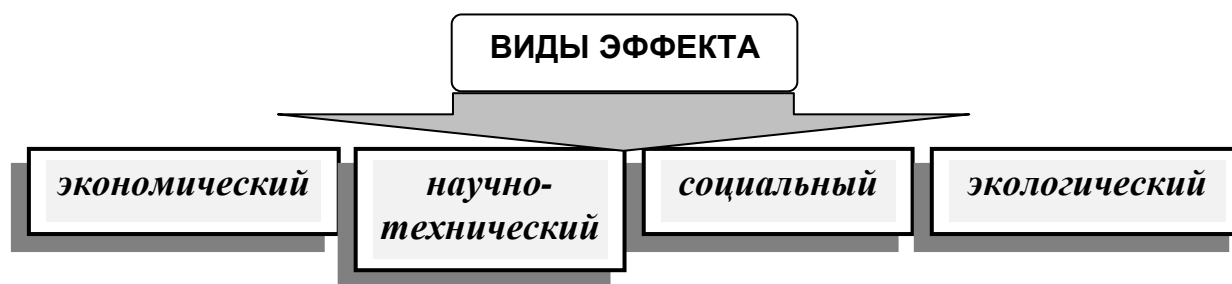 ВИДЫ ЭФФЕКТА
экономический
научно-
технический
социальный
экологический